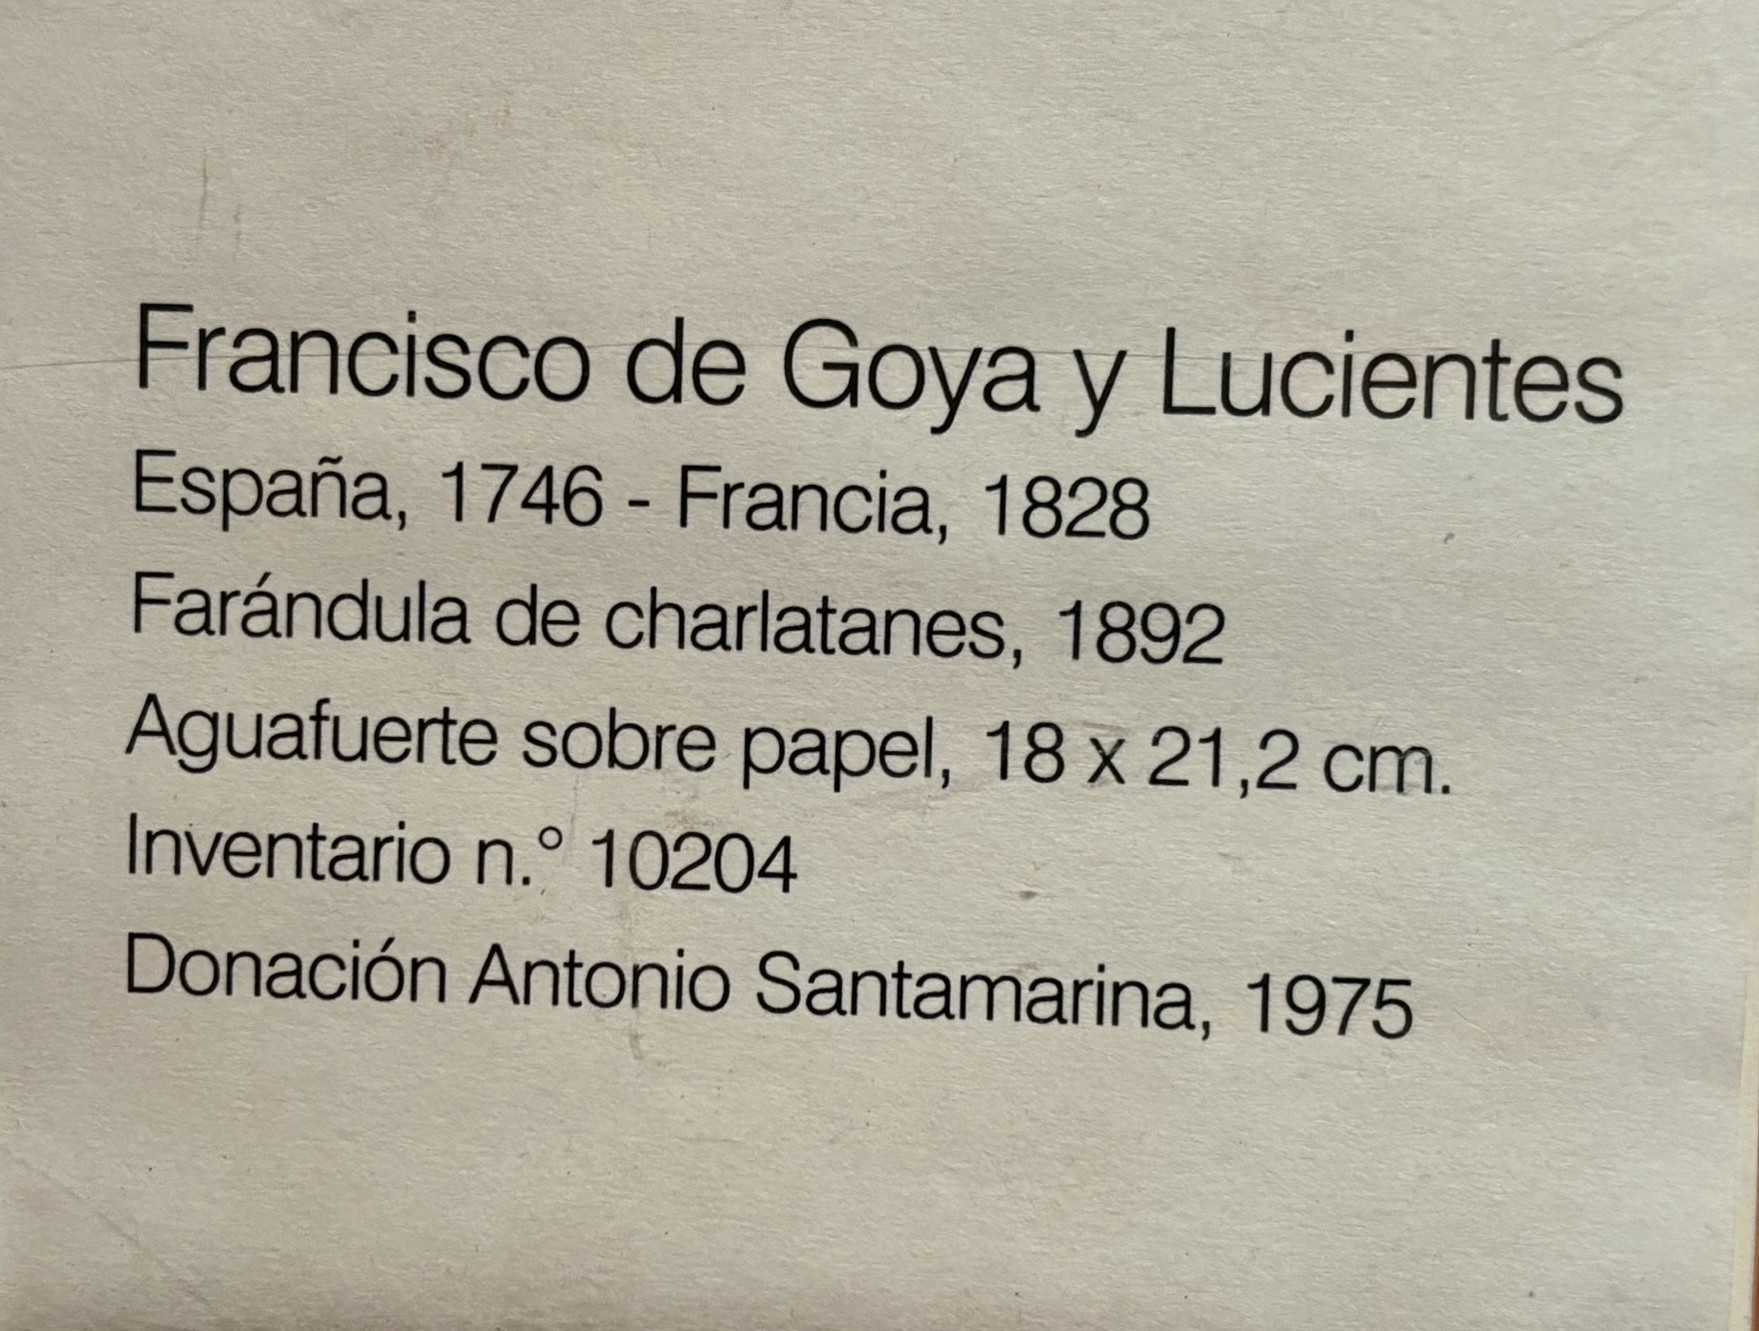 Francisco de Goya y Lucientes
España, 1746 - Francia, 1828
Farándula de charlatanes, 1892
Aguafuerte sobre papel, 18 x 21,2 cm.
Inventario n.° 10204
Donación Antonio Santamarina, 1975